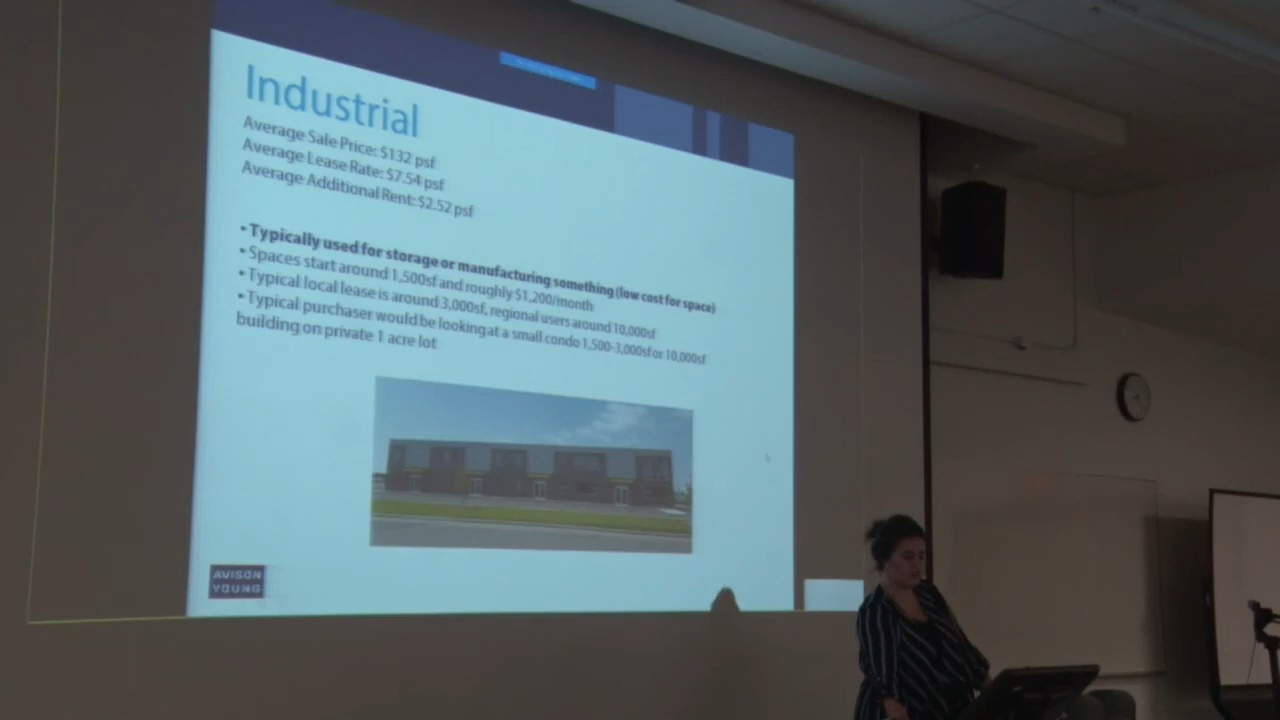 Industrial
Average Sale Price: $132 psf
Average Lease Rate: $7.54 psf
Average Additional Rent: $2.52 psf
• Typically used for storage or manufacturing something (low cost for space)
• Spaces start around 1,500sf and roughly $1,200/month
• Typical local lease is around 3,000sf, regional users around 10,000sf
• Typical purchaser would be looking at a small condo 1,500-3,000sf or 10,000sf
building on private 1 acre lot
AVISON
YOUNG